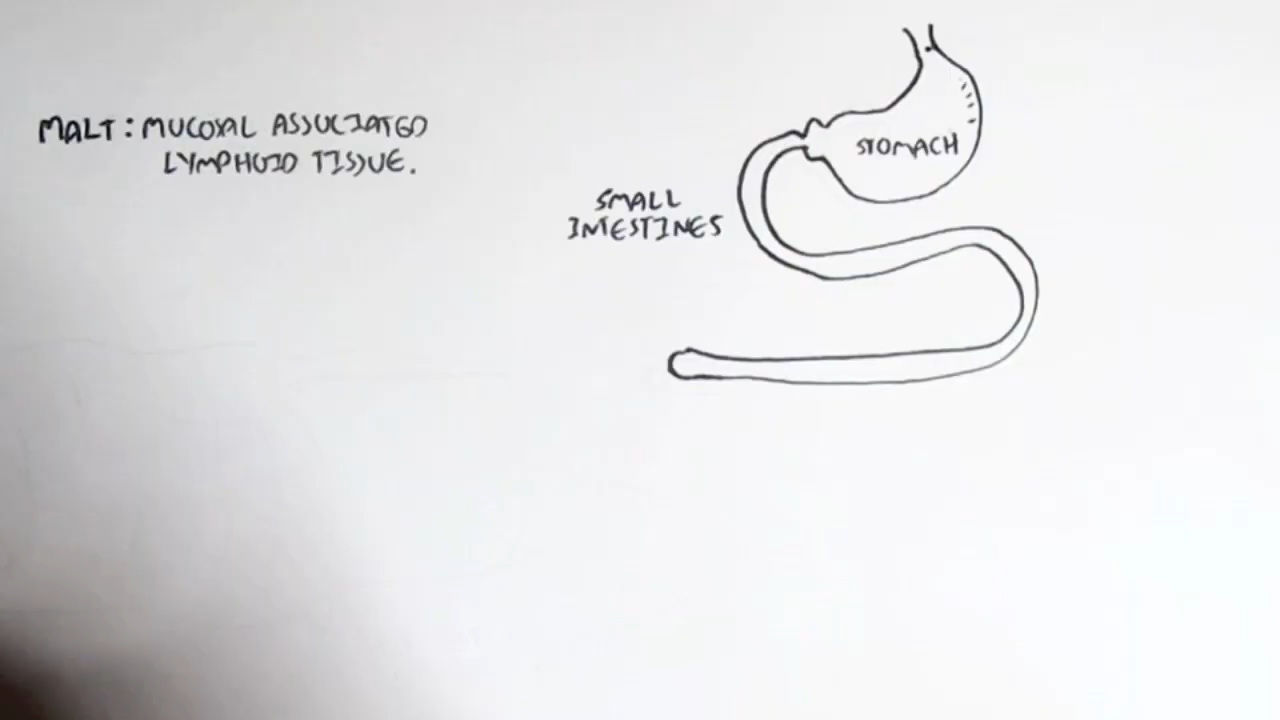 MALT: MUCOSAL ASSOCIATED
LYMPHOID TISSUE.
STOMACH
SMALL
INTESTINES